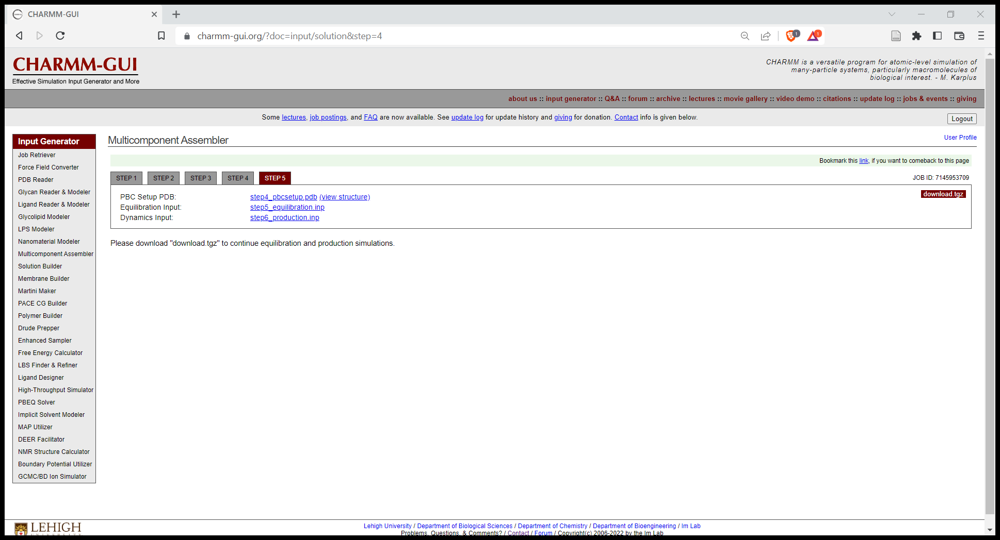 CHARMM-GUI
charmm-gui.org/?doc=input/solution&step=4
1
1
CHARMM-GUI
Effective Simulation Input Generator and More
CHARMM is a versatile program for atomic-level simulation of
many-particle systems, particularly macromolecules of
biological interest. - M. Karplus
about us :: input generator :: Q&A :: forum :: archive :: lectures :: movie gallery :: video demo :: citations :: update log :: jobs & events :: giving
Some lectures, job postings, and FAQ are now available. See update log for update history and giving for donation. Contact info is given below.
Logout
Input Generator
Job Retriever
Force Field Converter
PDB Reader
Glycan Reader & Modeler
Ligand Reader & Modeler
Glycolipid Modeler
LPS Modeler
Nanomaterial Modeler
Multicomponent Assembler
Solution Builder
Membrane Builder
Martini Maker
PACE CG Builder
Polymer Builder
Drude Prepper
Enhanced Sampler
Free Energy Calculator
LBS Finder & Refiner
Ligand Designer
High-Throughput Simulator
PBEQ Solver
Implicit Solvent Modeler
MAP Utilizer
DEER Facilitator
NMR Structure Calculator
Boundary Potential Utilizer
GCMC/BD Ion Simulator
Multicomponent Assembler
User Profile
Bookmark this link, if you want to comeback to this page
STEP 1 STEP 2 STEP 3 STEP 4 STEP 5
JOB ID: 7145953709
PBC Setup PDB: step4_pbcsetup.pdb (view structure)
download.tgz
Equilibration Input: step5_equilibration.inp
Dynamics Input: step6_production.inp
Please download "download.tgz" to continue equilibration and production simulations.
LEHIGH
UNIVERSITY
Lehigh University / Department of Biological Sciences / Department of Chemistry / Department of Bioengineering / Im Lab
Problems, Questions, & Comments? / Contact / Forum / Copyright(c) 2006-2022 by the Im Lab